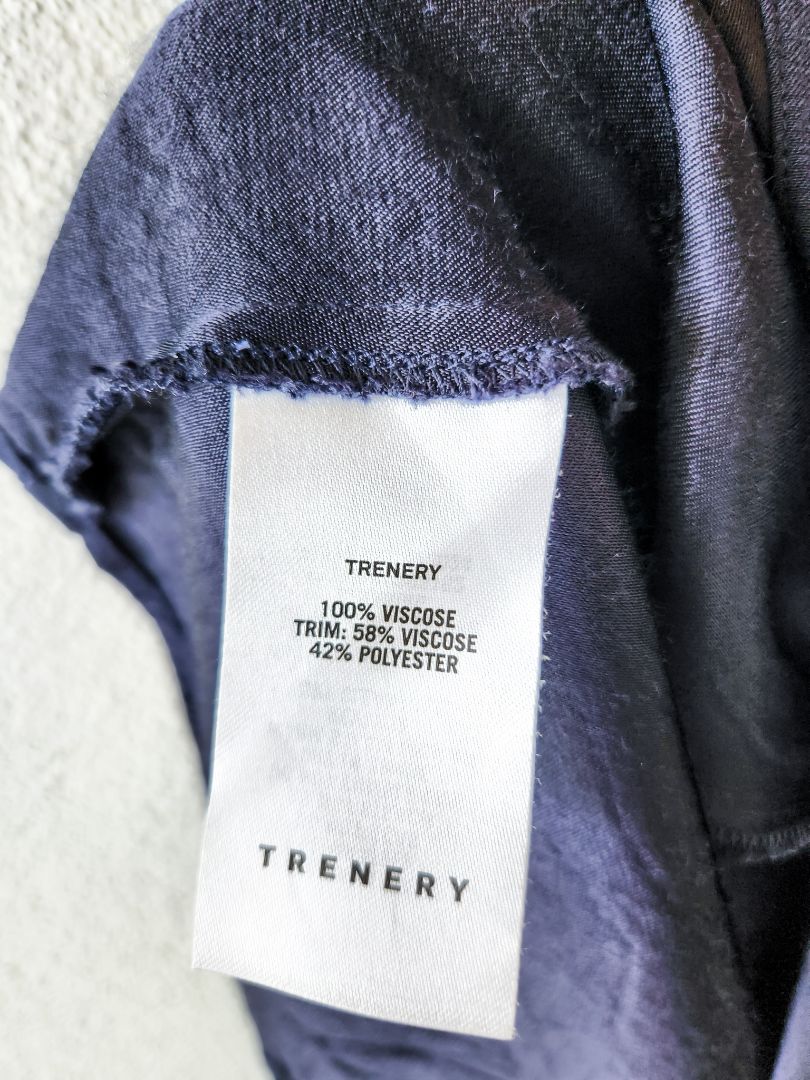 TRENERY
100% VISCOSE
TRIM: 58% VISCOSE
42% POLYESTER
TRENERY